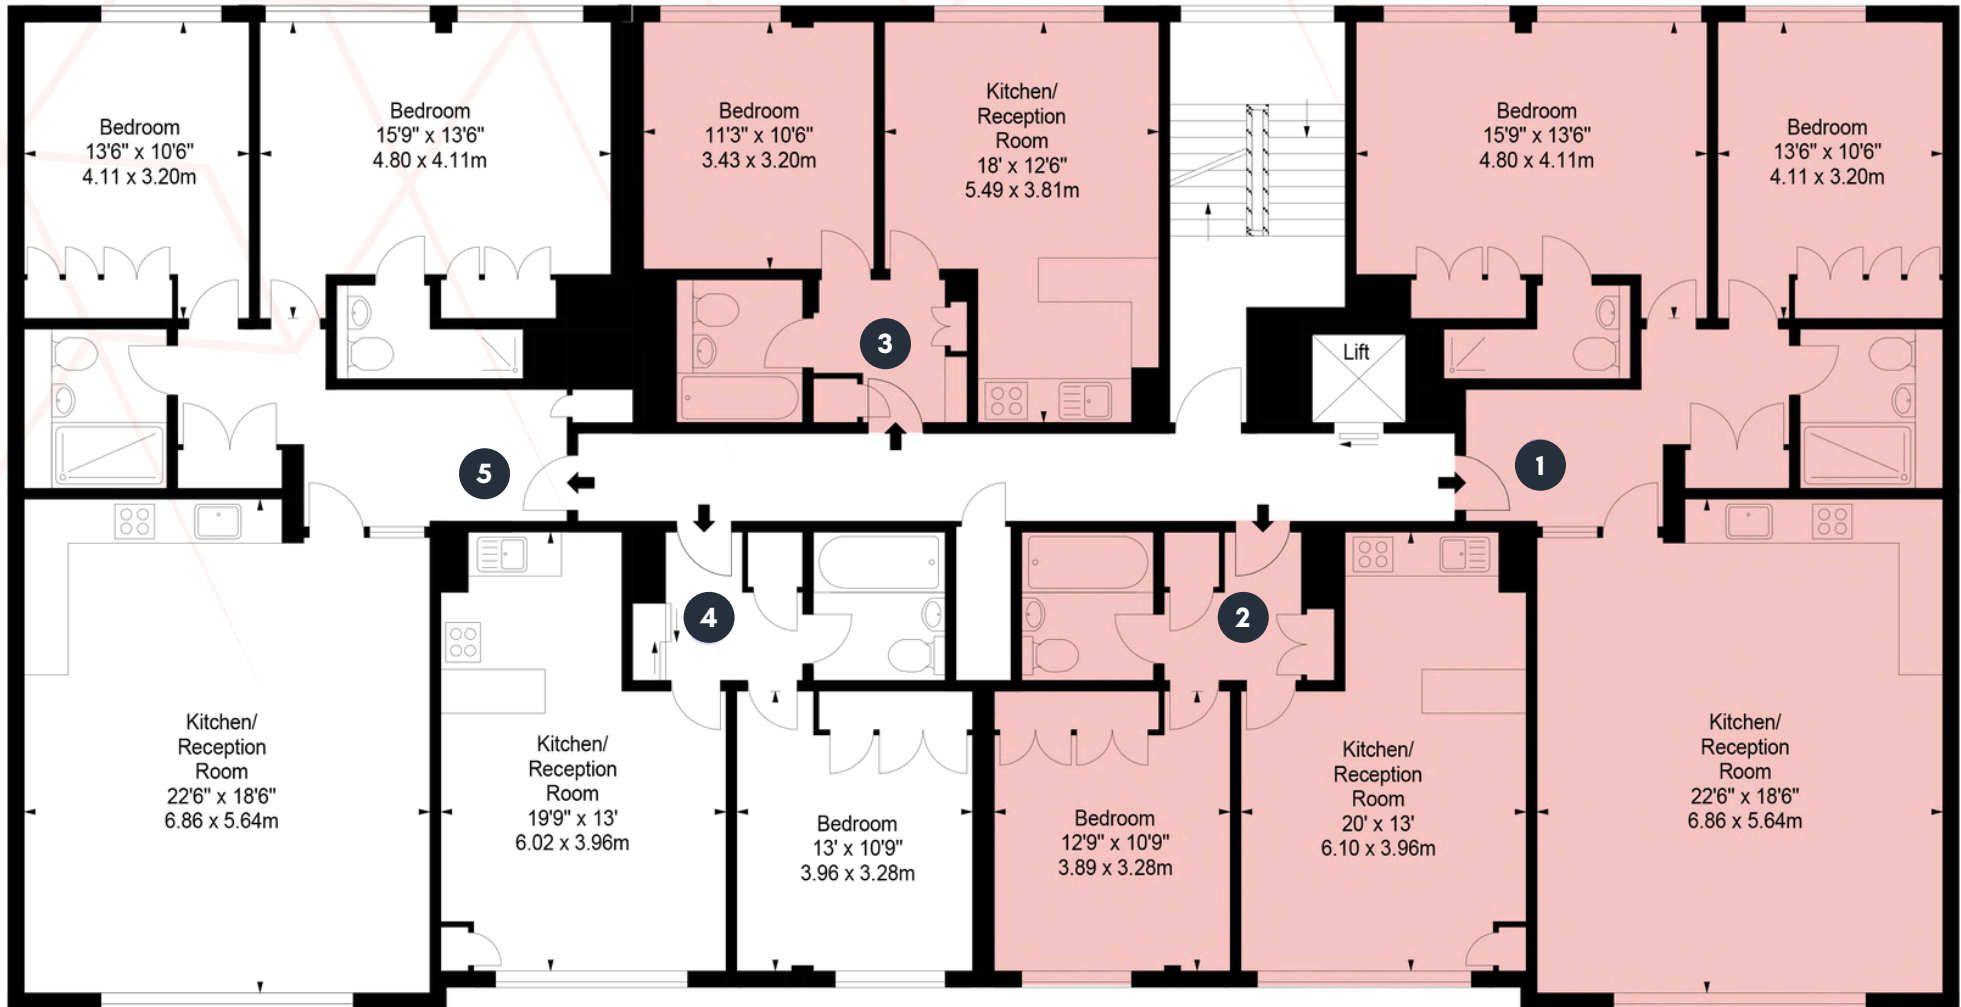 Bedroom
13'6" x 10'6"
4.11 x 3.20m
Bedroom
15'9" x 13'6"
4.80 x 4.11m
Bedroom
11'3" x 10'6"
3.43 x 3.20m
Kitchen/
Reception
Room
18' x 12'6"
5.49 x 3.81m
Bedroom
15'9" x 13'6"
4.80 x 4.11m
Bedroom
13'6" x 10'6"
4.11 x 3.20m
3
Lift
5
1
4
2
Kitchen/
Reception
Room
22'6" x 18'6"
6.86 x 5.64m
Kitchen/
Reception
Room
19'9" x 13'
6.02 x 3.96m
Bedroom
13' x 10'9"
3.96 x 3.28m
Bedroom
12'9" x 10'9"
3.89 x 3.28m
Kitchen/
Reception
Room
20' x 13'
6.10 x 3.96m
Kitchen/
Reception
Room
22'6" x 18'6"
6.86 x 5.64m